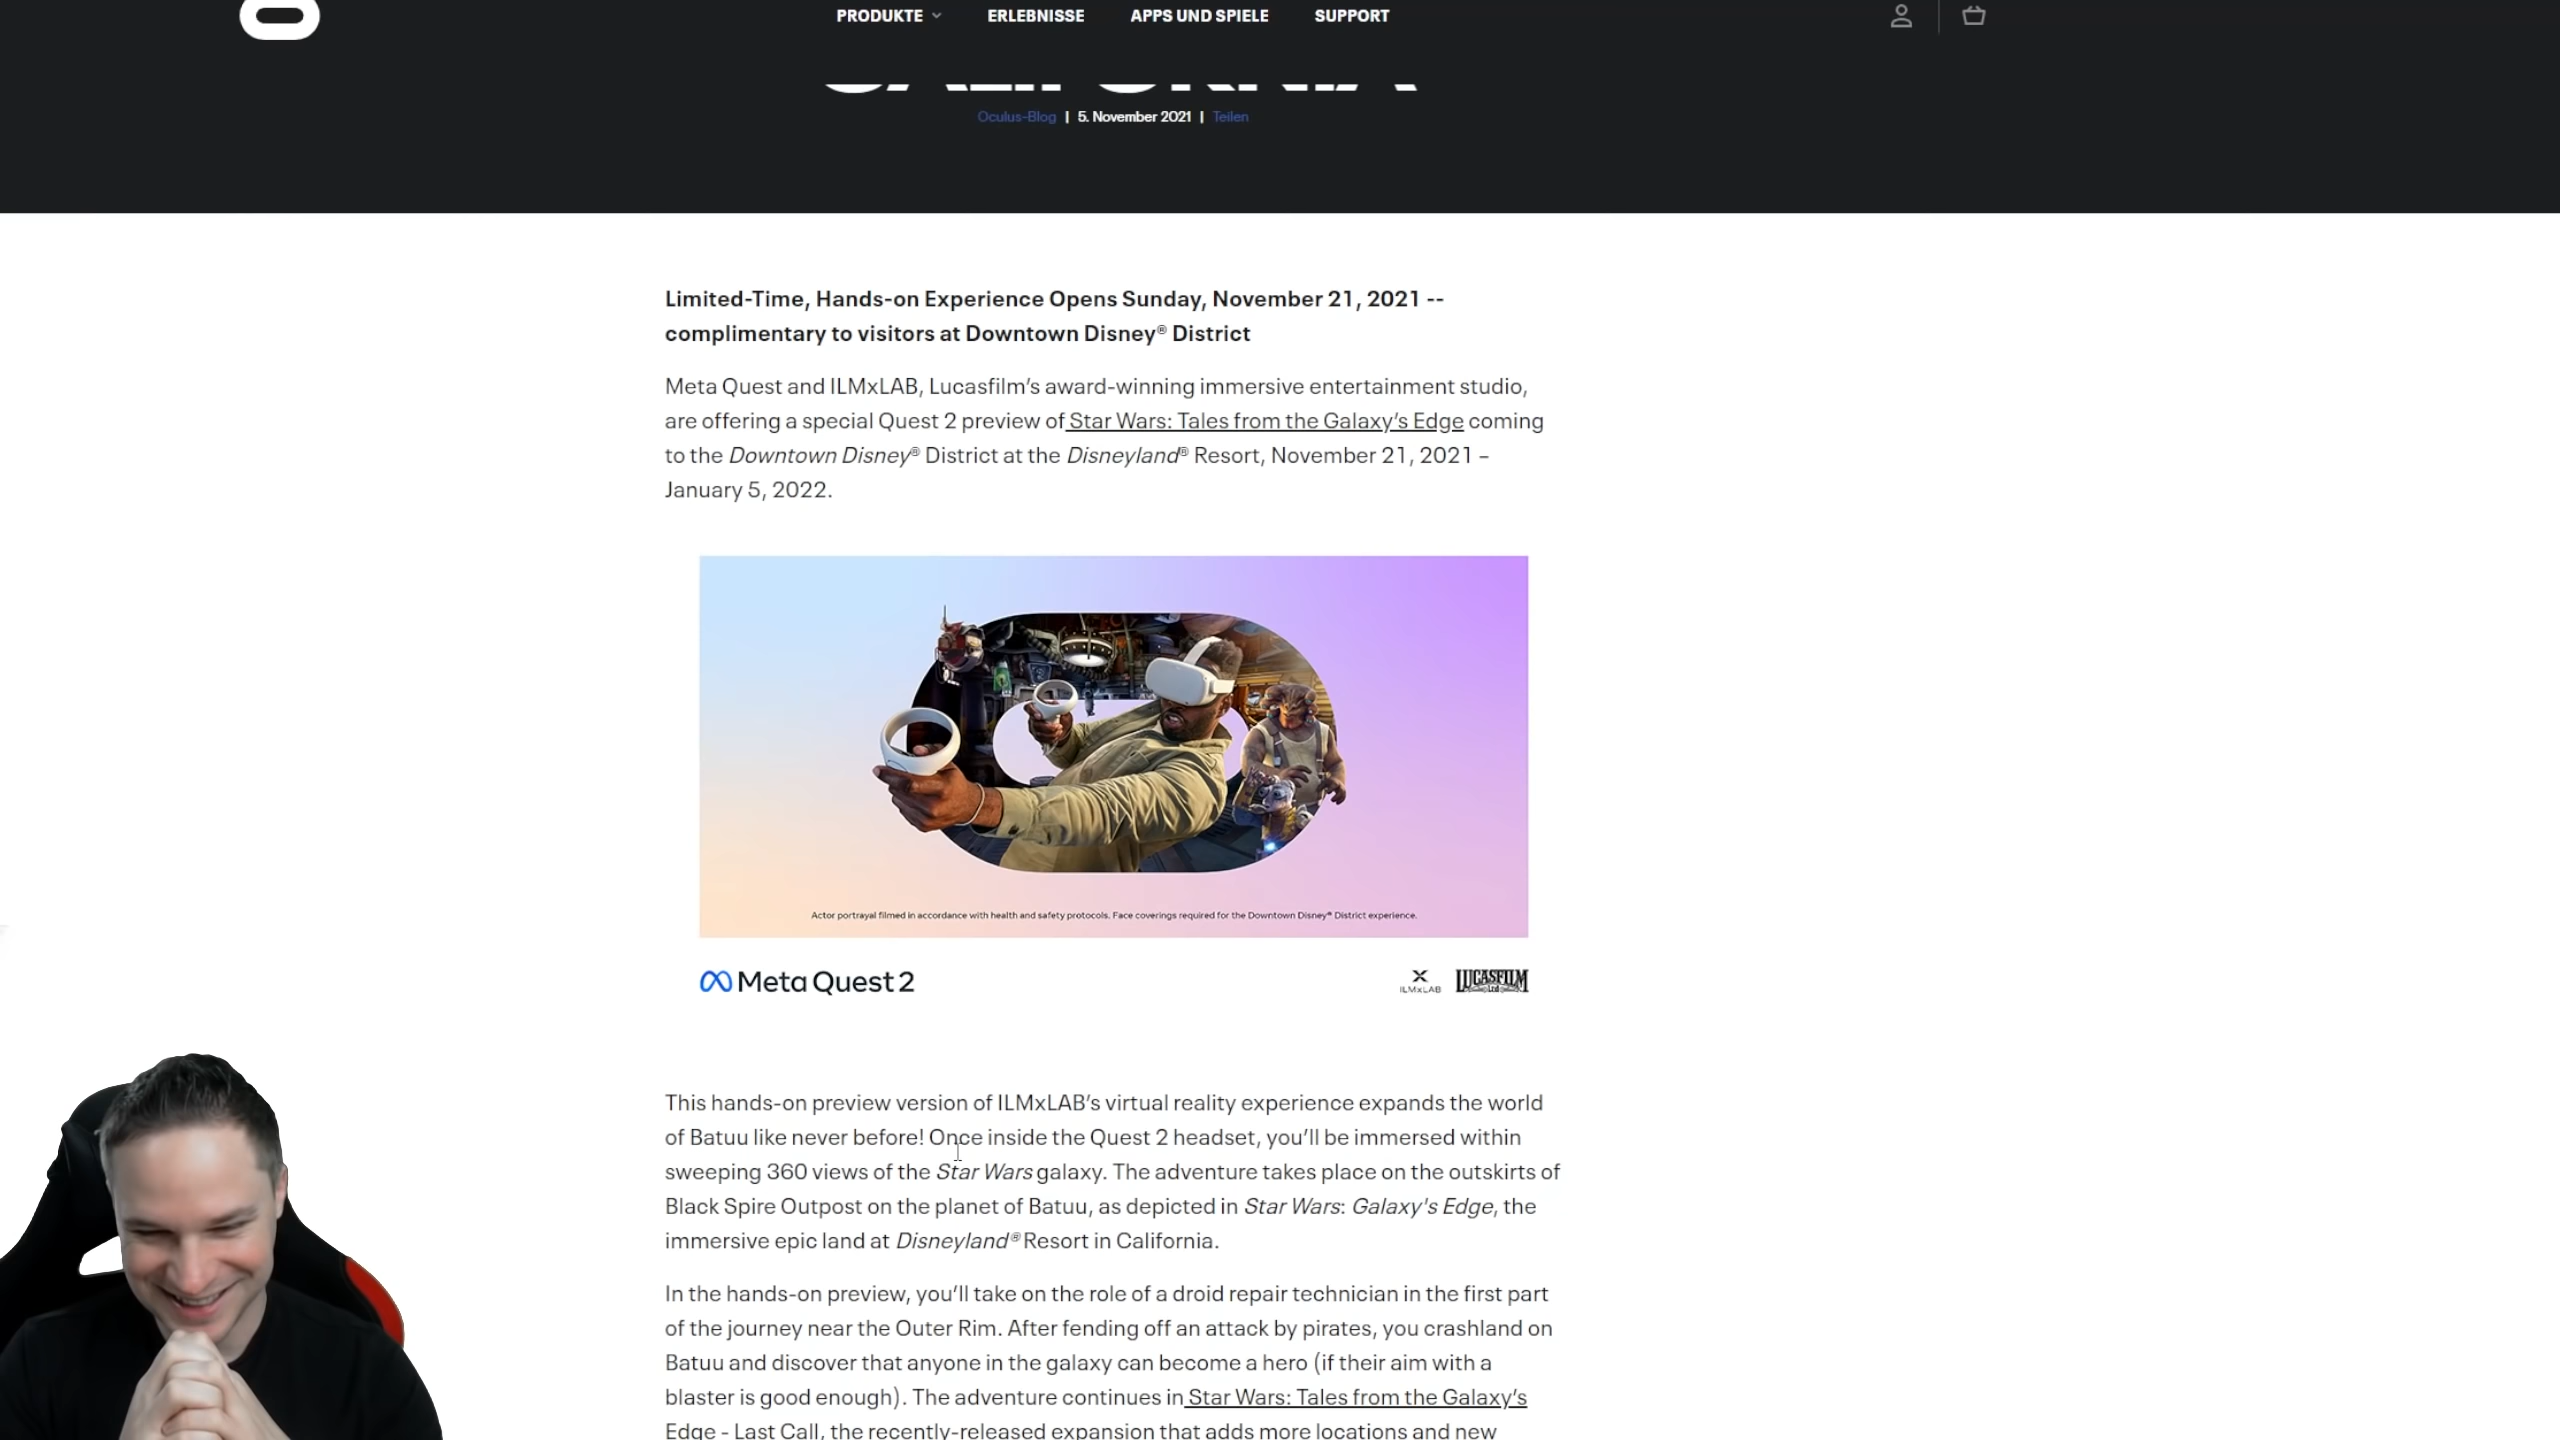 PRODUKTE ERLEBNISSE APPS UND SPIELE SUPPORT
Oculus-Blog | 5. November 2021 | Teilen
Limited-Time, Hands-on Experience Opens Sunday, November 21, 2021 --
complimentary to visitors at Downtown Disney® District
Meta Quest and ILMxLAB, Lucasfilm’s award-winning immersive entertainment studio,
are offering a special Quest 2 preview of Star Wars: Tales from the Galaxy’s Edge coming
to the Downtown Disney® District at the Disneyland® Resort, November 21, 2021 –
January 5, 2022.
Actor portrayal filmed in accordance with health and safety protocols. Face coverings required for the Downtown Disney® District experience.
Meta Quest 2
ILMxLAB
LUCASFILM
Ltd
This hands-on preview version of ILMxLAB’s virtual reality experience expands the world
of Batuu like never before! Once inside the Quest 2 headset, you’ll be immersed within
sweeping 360 views of the Star Wars galaxy. The adventure takes place on the outskirts of
Black Spire Outpost on the planet of Batuu, as depicted in Star Wars: Galaxy's Edge, the
immersive epic land at Disneyland® Resort in California.
In the hands-on preview, you’ll take on the role of a droid repair technician in the first part
of the journey near the Outer Rim. After fending off an attack by pirates, you crashland on
Batuu and discover that anyone in the galaxy can become a hero (if their aim with a
blaster is good enough). The adventure continues in Star Wars: Tales from the Galaxy’s
Edge - Last Call, the recently-released expansion that adds more locations and new